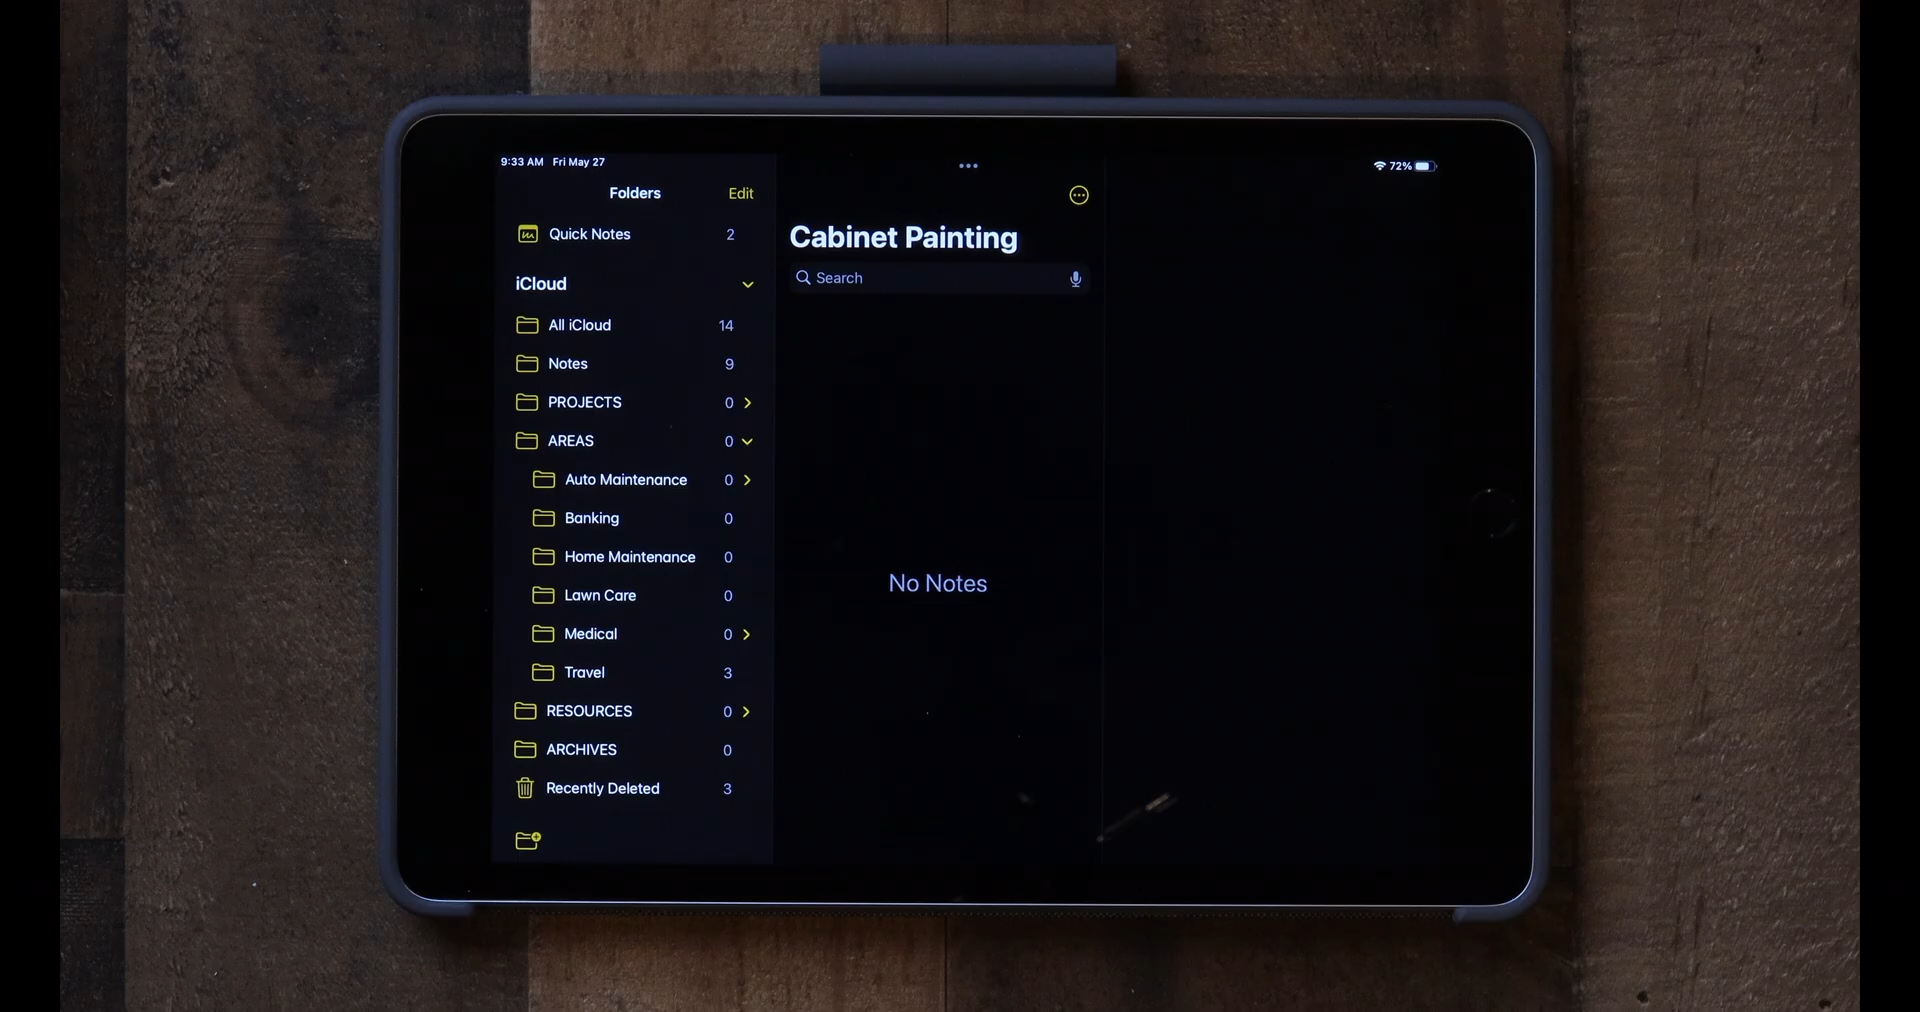 9:33 AM Fri May 27
72%
Folders
Edit
Quick Notes 2
iCloud
All iCloud 14
Notes 9
PROJECTS 0
AREAS 0
Auto Maintenance 0
Banking 0
Home Maintenance 0
Lawn Care 0
Medical 0
Travel 3
RESOURCES 0
ARCHIVES 0
Recently Deleted 3
Cabinet Painting
Search
No Notes